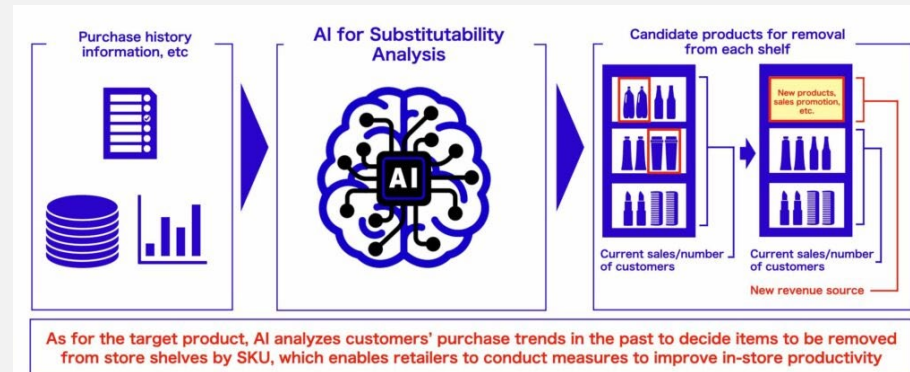 Purchase history
information, etc
AI for Substitutability
Analysis
AI
Candidate products for removal
from each shelf
New products,
sales promotion,
etc.
Current sales/number
of customers
Current sales/number
of customers
New revenue source
As for the target product, AI analyzes customers' purchase trends in the past to decide items to be removed
from store shelves by SKU, which enables retailers to conduct measures to improve in-store productivity